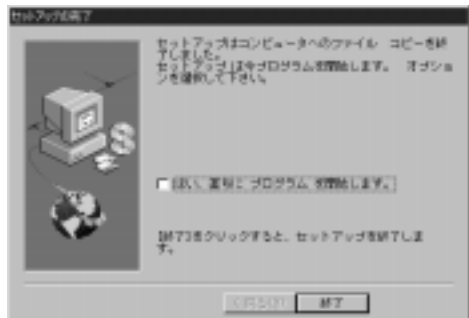 セットアップの完了
セットアップはコンピュータへのファイル コピーを終
了しました。
セットアップは今プログラムを開始します。 オプショ
ンを選択して下さい。
はい、直ちに プログラム を開始します。
[終了]をクリックすると、セットアップを終了しま
す。
終了